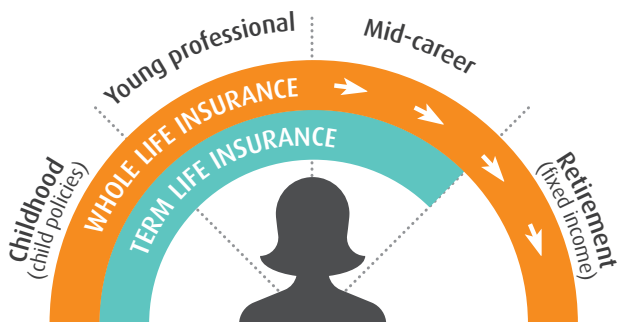 Young professional
Mid-career
Childhood
(child policies)
WHOLE LIFE INSURANCE
TERM LIFE INSURANCE
Retirement
(fixed income)